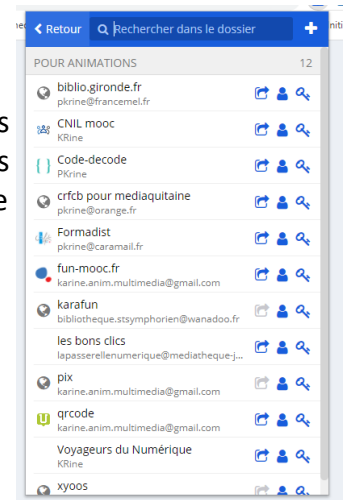 Retour
Rechercher dans le dossier
POUR ANIMATIONS 12
biblio.gironde.fr
pkrine@francemel.fr
CNIL mooc
KRine
Code-decode
PKrine
crfcb pour mediaquitaine
pkrine@orange.fr
Formadist
pkrine@caramail.fr
fun-mooc.fr
karine.anim.multimedia@gmail.com
karafun
bibliotheque.stsymphorien@wanadoo.fr
les bons clics
lapasserellenumerique@mediatheque-j...
pix
karine.anim.multimedia@gmail.com
qrcode
karine.anim.multimedia@gmail.com
Voyageurs du Numérique
KRine
xyoos